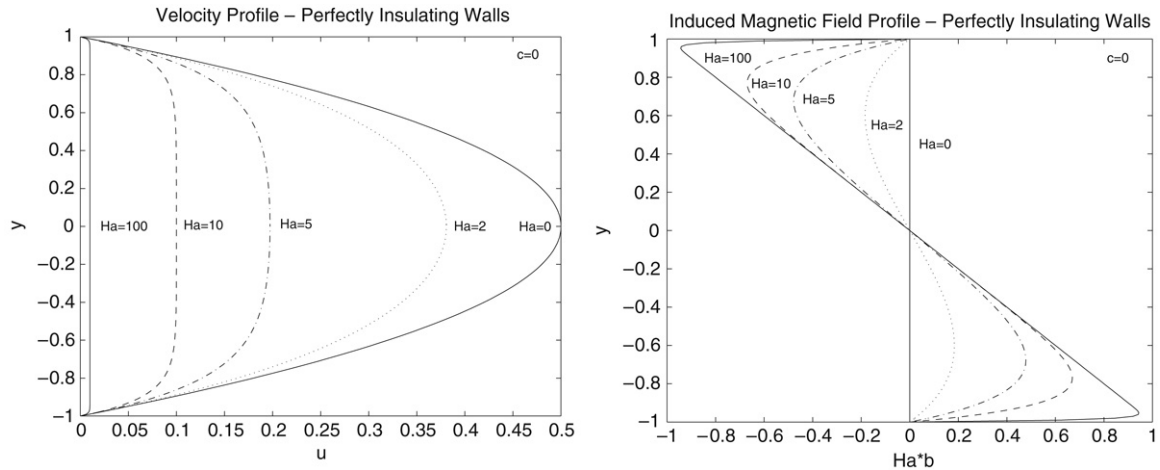 Velocity Profile – Perfectly Insulating Walls
1
0.8
0.6
0.4
0.2
0
−0.2
−0.4
−0.6
−0.8
−1
y
c=0
Ha=100
Ha=10
Ha=5
Ha=2
Ha=0
0 0.05 0.1 0.15 0.2 0.25 0.3 0.35 0.4 0.45 0.5
u
Induced Magnetic Field Profile – Perfectly Insulating Walls
1
0.8
0.6
0.4
0.2
0
−0.2
−0.4
−0.6
−0.8
−1
y
c=0
Ha=100
Ha=10
Ha=5
Ha=2
Ha=0
−1 −0.8 −0.6 −0.4 −0.2 0 0.2 0.4 0.6 0.8 1
Ha*b